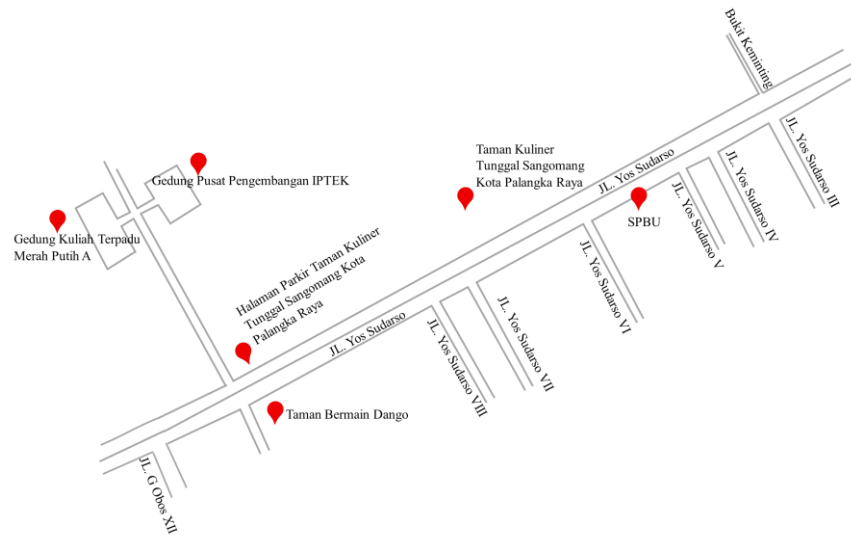 Bukit Keminting
JL. Yos Sudarso III
JL. Yos Sudarso
Taman Kuliner
Tunggal Sangomang
Kota Palangka Raya
Gedung Pusat Pengembangan IPTEK
SPBU
JL. Yos Sudarso IV
JL. Yos Sudarso V
Gedung Kuliah Terpadu
Merah Putih A
Halaman Parkir Taman Kuliner
Tunggal Sangomang Kota
Palangka Raya
JL. Yos Sudarso VI
JL. Yos Sudarso
JL. Yos Sudarso VII
JL. Yos Sudarso VIII
Taman Bermain Dango
JL. G Obos XII